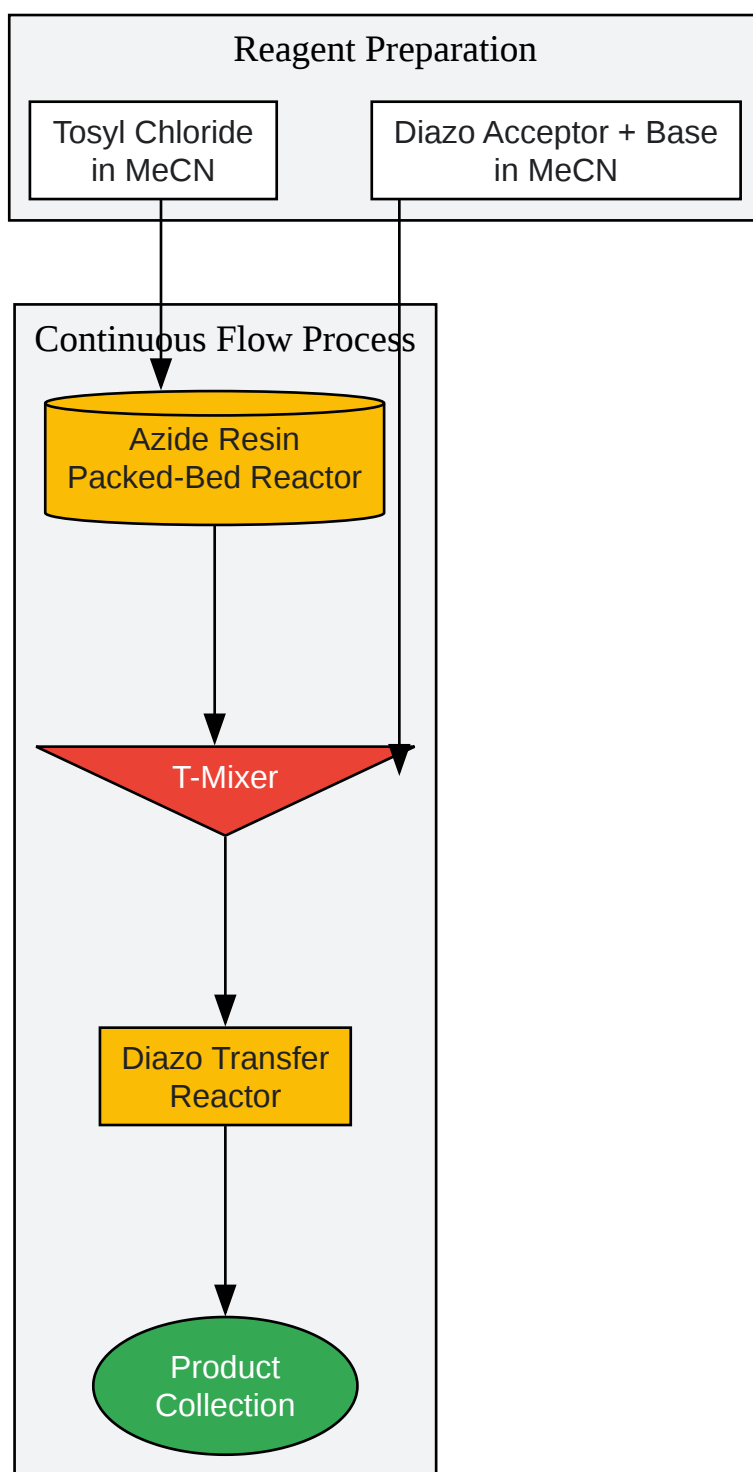 Reagent Preparation
Tosyl Chloride
in MeCN
Diazo Acceptor + Base
in MeCN
Continuous Flow Process
Azide Resin
Packed-Bed Reactor
T-Mixer
Diazo Transfer
Reactor
Product
Collection